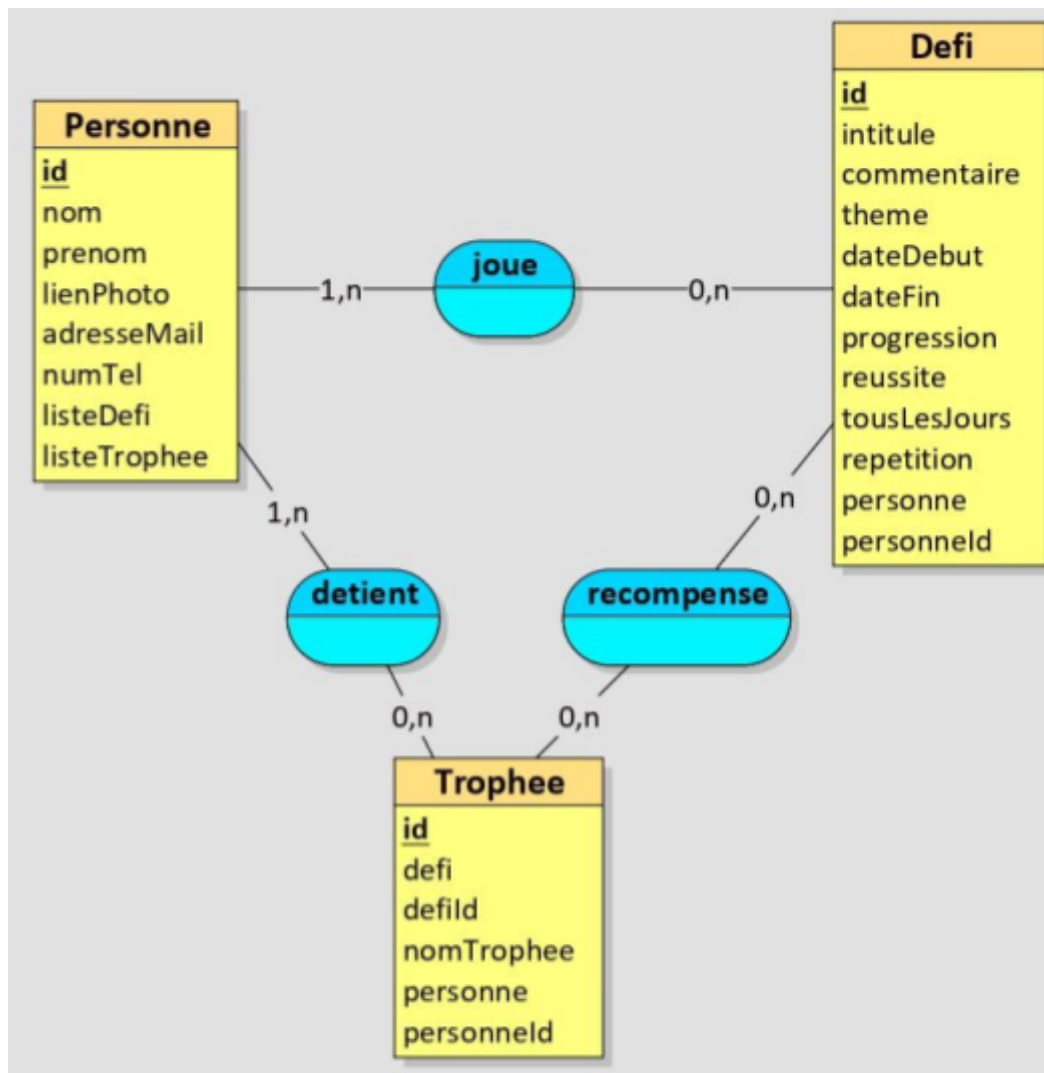 Personne
id
nom
prenom
lienPhoto
adresseMail
numTel
listeDefi
listeTrophee
1,n
joue
0,n
Defi
id
intitule
commentaire
theme
dateDebut
dateFin
progression
reussite
tousLesJours
repetition
personne
personneId
1,n
detient
0,n
0,n
recompense
0,n
Trophee
id
defi
defiId
nomTrophee
personne
personneId